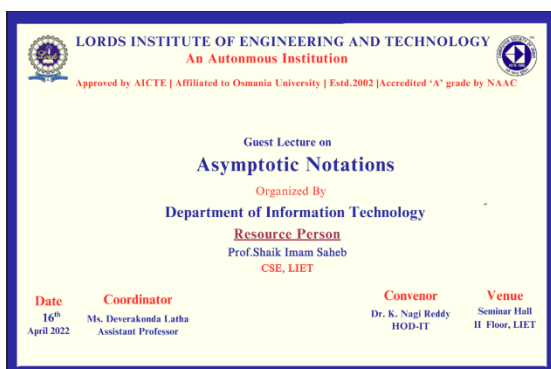 LORDS INSTITUTE OF ENGINEERING AND TECHNOLOGY
An Autonmous Institution
Approved by AICTE | Affiliated to Osmania University | Estd.2002 |Accredited 'A' grade by NAAC
Guest Lecture on
Asymptotic Notations
Organized By
Department of Information Technology
Resource Person
Prof.Shaik Imam Saheb
CSE, LIET
Date
16th
April 2022
Coordinator
Ms. Deverakonda Latha
Assistant Professor
Convenor
Dr. K. Nagi Reddy
HOD-IT
Venue
Seminar Hall
II Floor, LIET